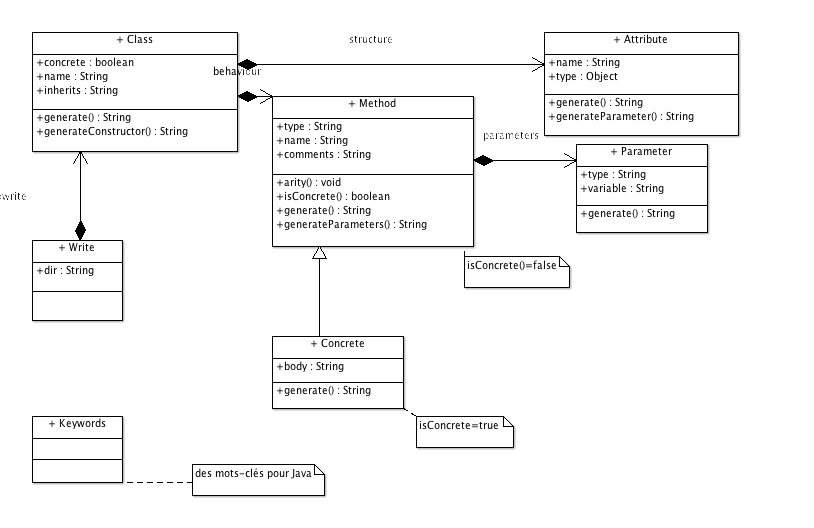 + Class
+concrete : boolean
+name : String
+inherits : String
+generate() : String
+generateConstructor() : String
structure
behaviour
+ Attribute
+name : String
+type : Object
+generate() : String
+generateParameter() : String
+ Method
+type : String
+name : String
+comments : String
arity() : void
+isConcrete() : boolean
+generate() : String
+generateParameters() : String
parameters
+ Parameter
+type : String
+variable : String
+generate() : String
write
+ Write
+dir : String
isConcrete()=false
+ Concrete
+body : String
+generate() : String
isConcrete=true
+ Keywords
des mots-clés pour Java